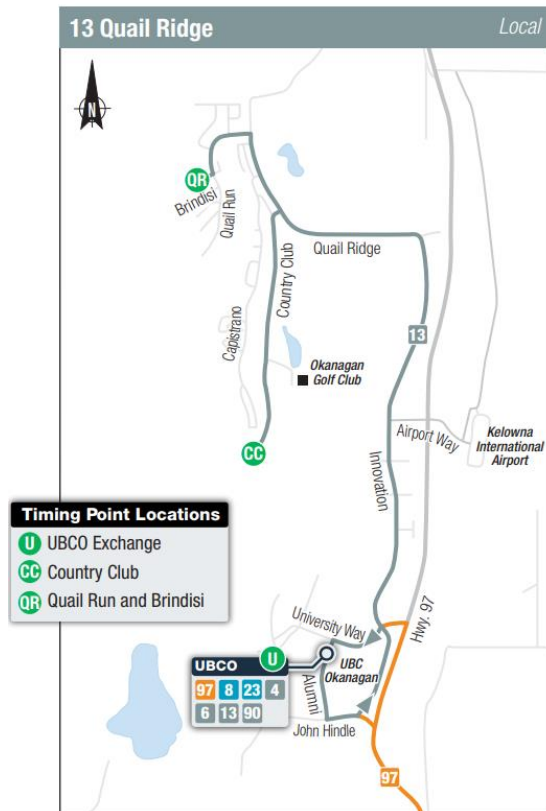 13 Quail Ridge
Local
N
QR
Brindisi
Quail Run
Quail Ridge
Country Club
13
Capistrano
Okanagan
Golf Club
Airport Way
Kelowna
International
Airport
CC
Innovation
Timing Point Locations
U UBCO Exchange
CC Country Club
QR Quail Run and Brindisi
Hwy. 97
University Way
U
UBCO
97 8 23 4
6 13 90
UBC
Okanagan
Alumni
John Hindle
97